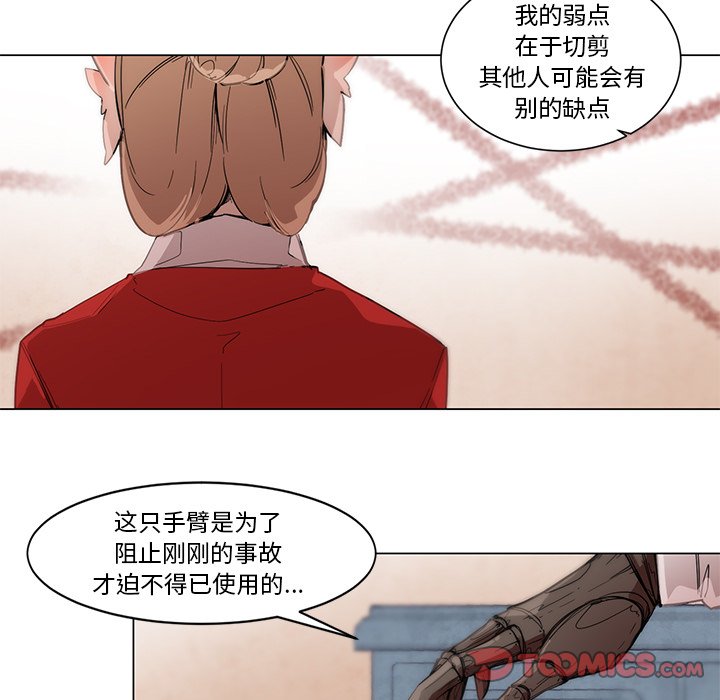 我的弱点
在于切剪
其他人可能会有
别的缺点
这只手臂是为了
阻止刚刚的事故
才迫不得已使用的...
TOOMICS.COM